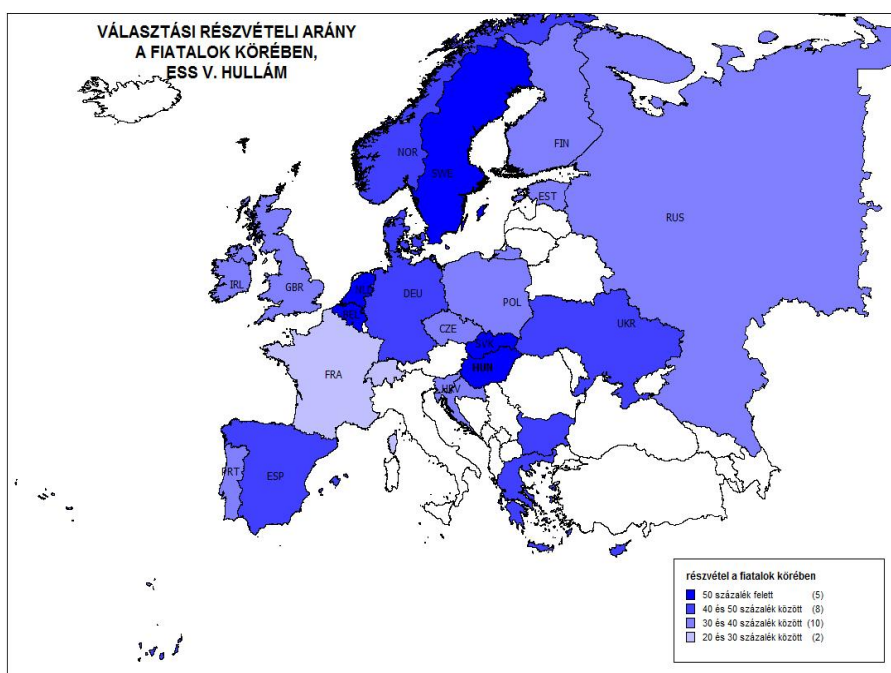 VÁLASZTÁSI RÉSZVÉTELI ARÁNY
A FIATALOK KÖRÉBEN,
ESS V. HULLÁM
NOR
SWE
FIN
EST
RUS
IRL
GBR
DEU
POL
CZE
UKR
SVK
HUN
FRA
HRV
PRT
ESP
részvétel a fiatalok körében
50 százalék felett (5)
40 és 50 százalék között (8)
30 és 40 százalék között (10)
20 és 30 százalék között (2)